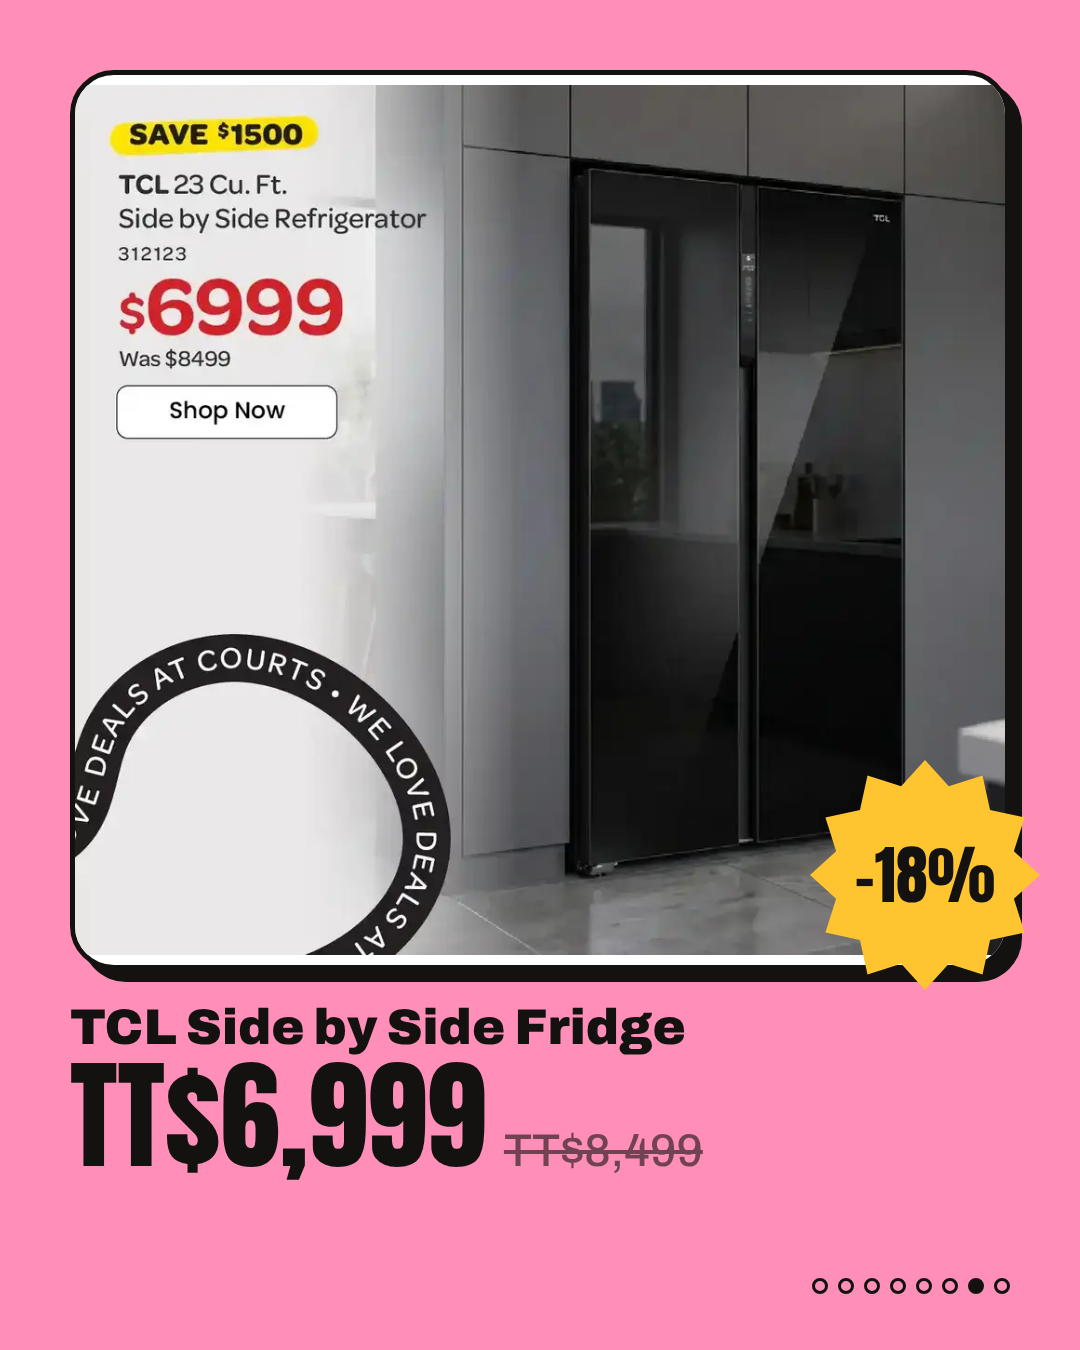 SAVE $1500
TCL 23 Cu. Ft.
Side by Side Refrigerator
312123
$6999
Was $8499
Shop Now
TCL
VE DEALS AT COURTS • WE LOVE DEALS AT
-18%
TCL Side by Side Fridge
TT$6,999 TT$8,499